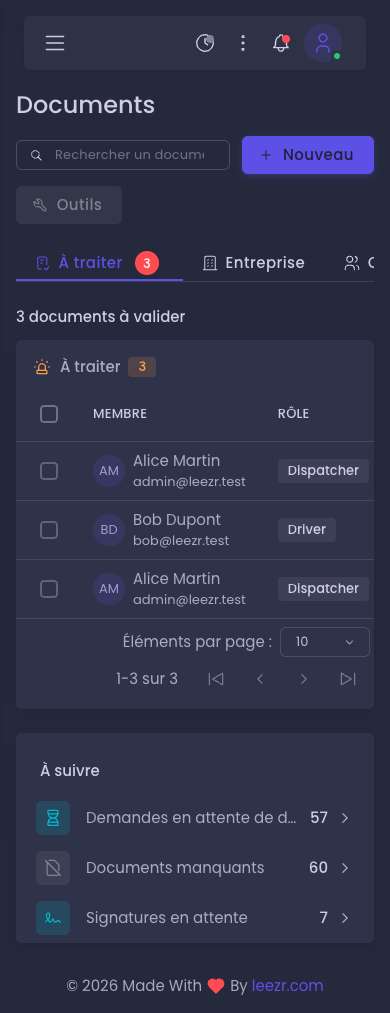 Documents
Rechercher un docume
Nouveau
Outils
À traiter 3 Entreprise
3 documents à valider
À traiter 3
MEMBRE RÔLE
AM Alice Martin Dispatcher
admin@leezr.test
BD Bob Dupont Driver
bob@leezr.test
AM Alice Martin Dispatcher
admin@leezr.test
Éléments par page : 10
1-3 sur 3
À suivre
Demandes en attente de d... 57
Documents manquants 60
Signatures en attente 7
© 2026 Made With By leezr.com